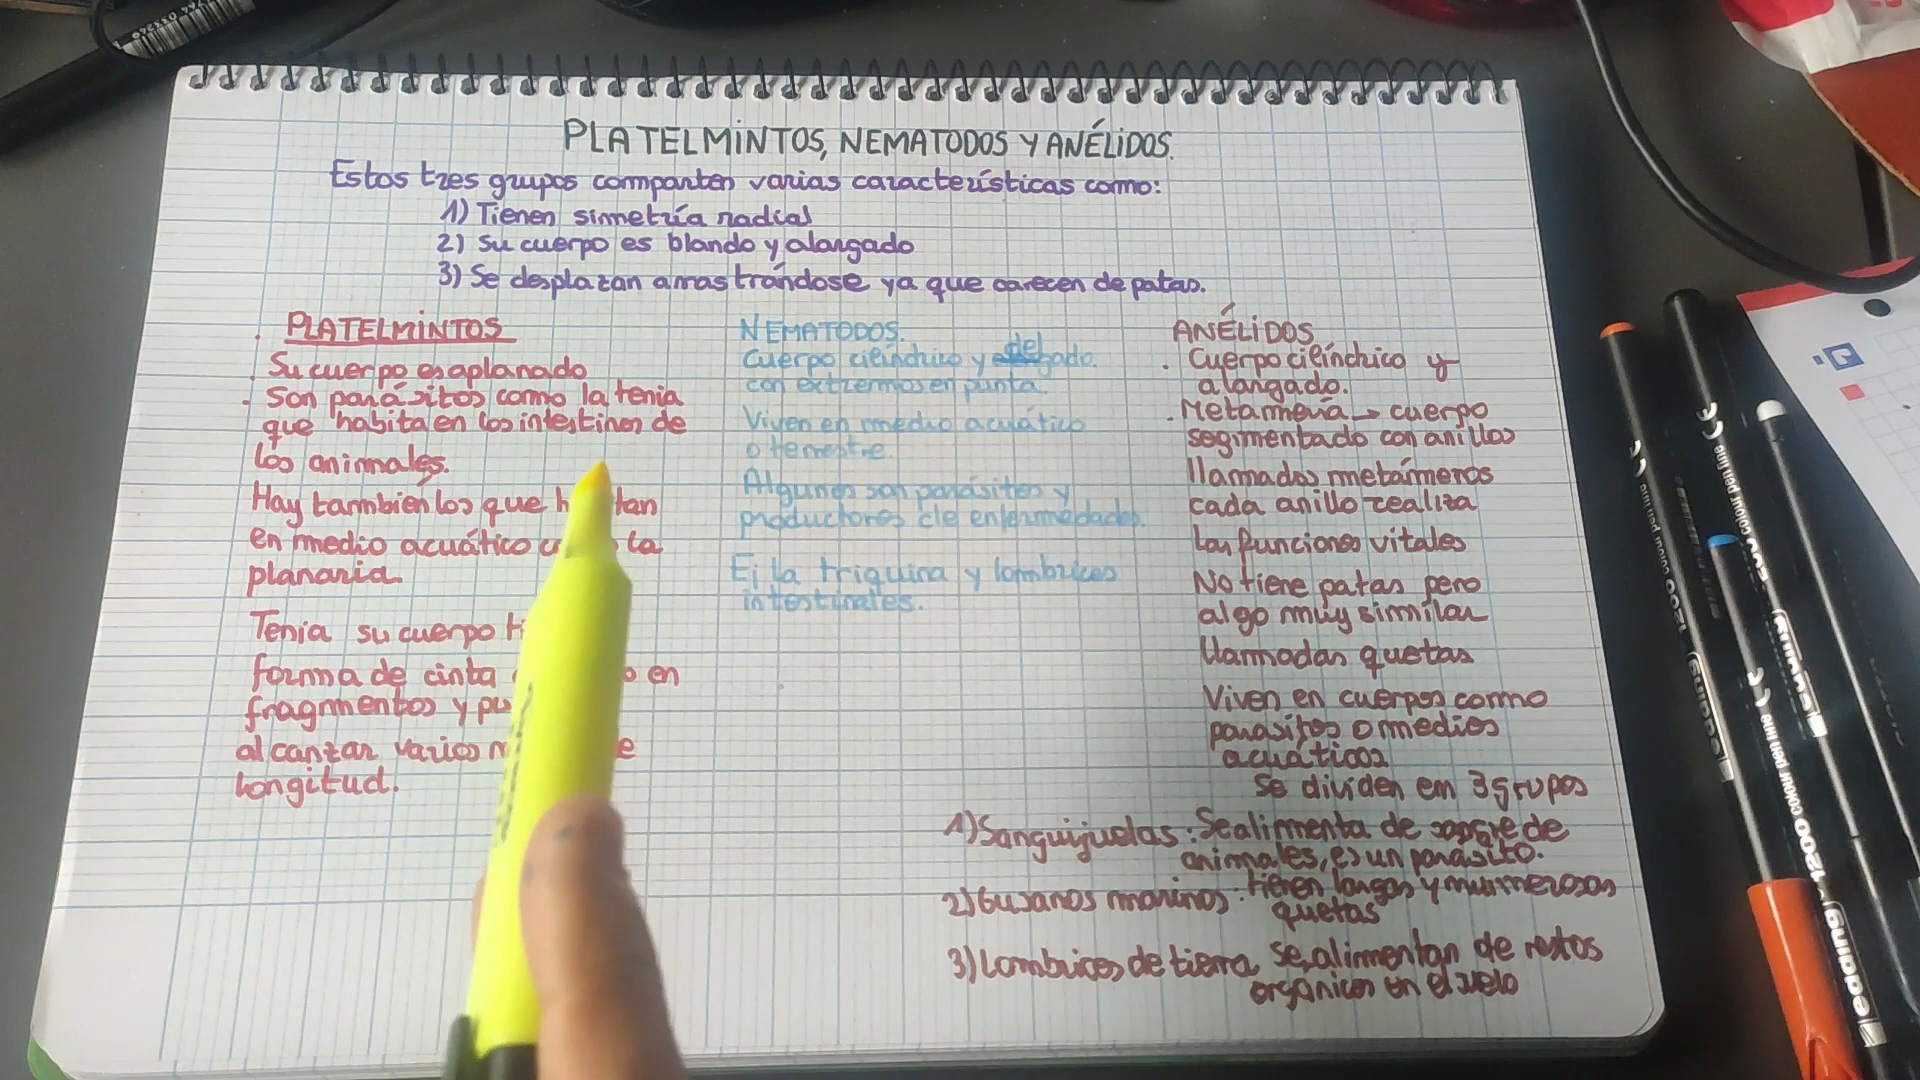 PLATELMINTOS, NEMATODOS Y ANÉLIDOS.
Estos tres grupos comparten varias características como:
1) Tienen simetría radial
2) Su cuerpo es blando y alargado
3) Se desplazan arrastrándose ya que carecen de patas.
PLATELMINTOS
Su cuerpo es aplanado
Son parásitos como la tenia
que habita en los intestinos de
los animales.
Hay también los que
en medio acuático la
planaria.
Tenia su cuerpo
forma de cinta en
fragmentos y
alcanzar varios
longitud.
NEMATODOS.
Cuerpo cilíndrico y delgado.
con extremos en punta.
Viven en medio acuático
o terrestre.
Algunos son parásitos y
productores de enfermedades.
Ej la triquina y lombrices
intestinales.
ANÉLIDOS
. Cuerpo cilíndrico y
alargado.
. Metamería → cuerpo
segmentado con anillos
llamados metámeros
cada anillo realiza
las funciones vitales
No tiene patas pero
algo muy similar
llamadas quetas
Viven en cuerpos como
parásitos o medios
acuáticos
Se dividen em 3 grupos
1) Sanguijuelas: Se alimenta de sangre de
animales, es un parásito.
2) Gusanos marinos: tienen largas y mumerosas
quetas
3) Lombrices de tierra se alimentan de restos
orgánicos en el suelo
1200
colour pen fine
edding